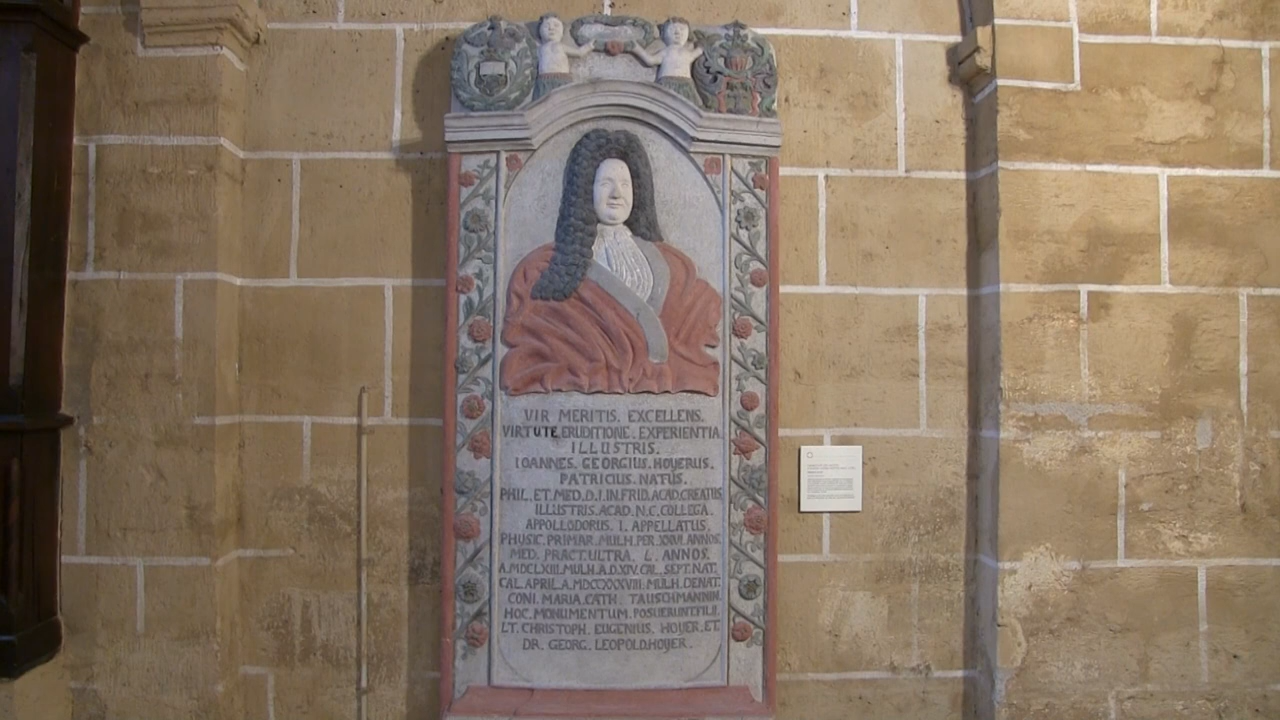 VIR MERITIS. EXCELLENS.
VIRTUTE. ERUDITIONE. EXPERIENTIA
ILLUSTRIS.
IOANNES. GEORGIUS. HOYERUS.
PATRICIUS. NATUS.
PHIL. ET. MED. D. I. IN. FRID. ACAD. CREATUS
ILLUSTRIS. ACAD. N. C. COLLEGA.
APPOLLODORUS. I. APPELLATUS.
PHYSIC. PRIMAR. MULH. PER. XXVI. ANNOS.
MED. PRACT. ULTRA. L. ANNOS.
A. MDCLXIII. MULH. A. D. XIV. CAL. SEPT. NAT.
CAL. APRIL. A. MDCCXXXVIII. MULH. DENAT.
CONI. MARIA. CATH. TAUSCHMANNIN.
HOC. MONUMENTUM. POSUERUNT. FILII.
LT. CHRISTOPH. EUGENIUS. HOYER. ET.
DR. GEORG. LEOPOLD. HOYER.